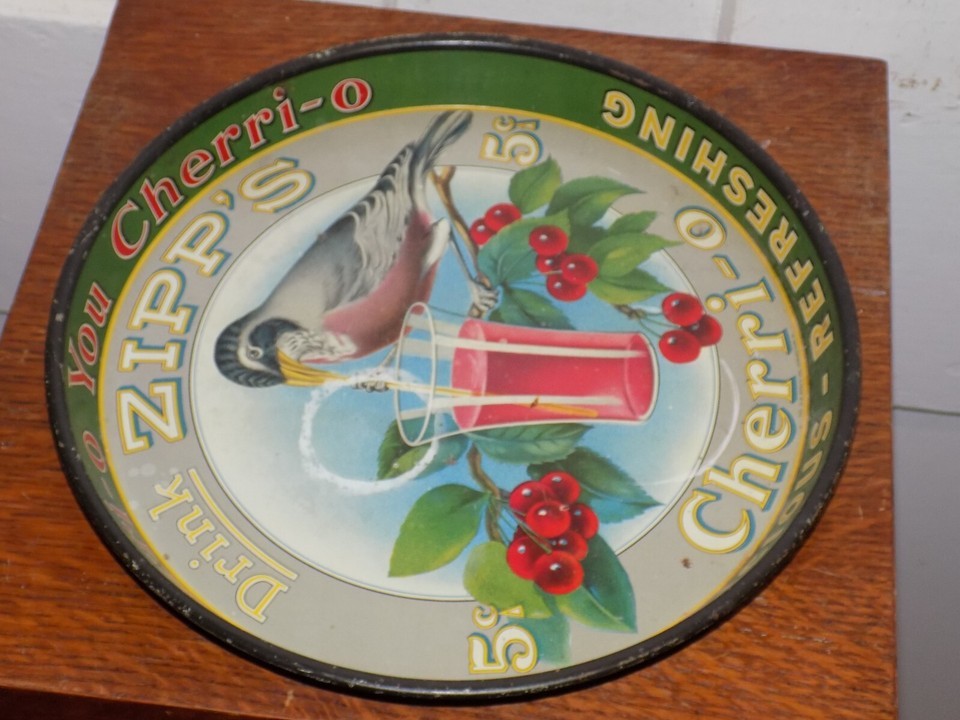 Drink
ZIPP'S
Cherri-o
5¢
5¢
You Cherri-o
REFRESHING